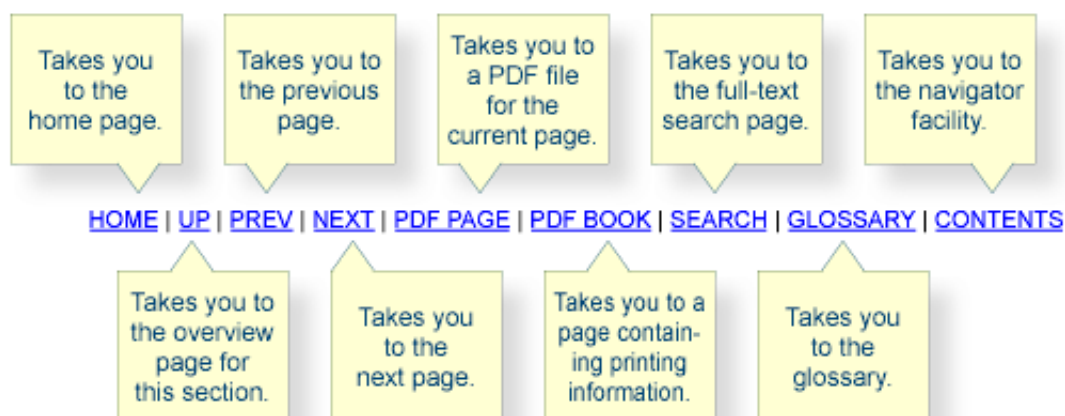 Takes you
to the
home page.
Takes you to
the previous
page.
Takes you to
a PDF file
for the
current page.
Takes you to
the full-text
search page.
Takes you to
the navigator
facility.
HOME | UP | PREV | NEXT | PDF PAGE | PDF BOOK | SEARCH | GLOSSARY | CONTENTS
Takes you to
the overview
page for
this section.
Takes you
to the
next page.
Takes you to a
page contain-
ing printing
information.
Takes you
to the
glossary.